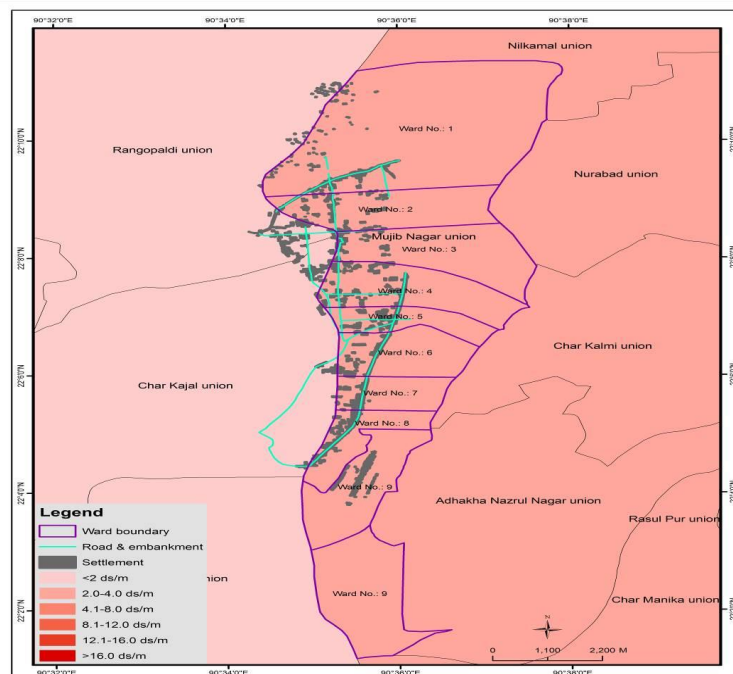 90°32'0"E 90°34'0"E 90°36'0"E 90°38'0"E
Nilkamal union
Ward No.: 1
22°10'0"N
Rangopaldi union
Nurabad union
Ward No.: 2
Mujib Nagar union
Ward No.: 3
22°8'0"N
Ward No.: 4
Ward No.: 5
Char Kalmi union
Ward No.: 6
22°6'0"N
Char Kajal union
Ward No.: 7
Ward No.: 8
Ward No.: 9
22°4'0"N
Adhakha Nazrul Nagar union
Rasul Pur union
Legend
Ward boundary
Road & embankment
Settlement
<2 ds/m
2.0-4.0 ds/m
4.1-8.0 ds/m
8.1-12.0 ds/m
12.1-16.0 ds/m
>16.0 ds/m
union
Ward No.: 9
Char Manika union
22°2'0"N
N
0 1,100 2,200 M
90°32'0"E 90°34'0"E 90°36'0"E 90°38'0"E